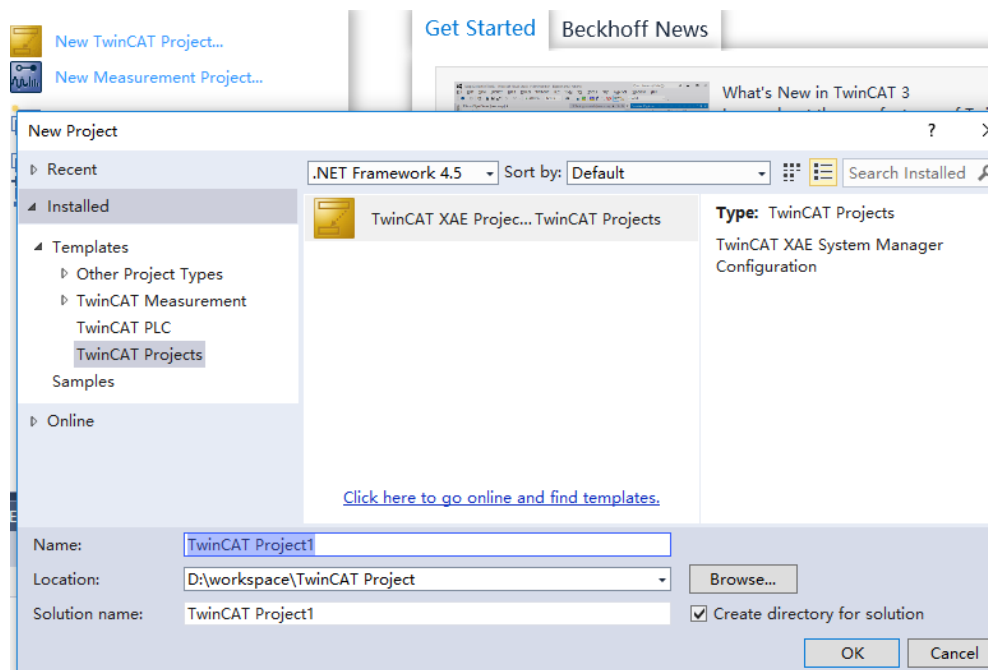 New TwinCAT Project...
New Measurement Project...
Get Started
Beckhoff News
What's New in TwinCAT 3
New Project
?
Recent
.NET Framework 4.5
Sort by:
Default
Search Installed
Installed
TwinCAT XAE Projec... TwinCAT Projects
Type: TwinCAT Projects
TwinCAT XAE System Manager
Configuration
Templates
Other Project Types
TwinCAT Measurement
TwinCAT PLC
TwinCAT Projects
Samples
Online
Click here to go online and find templates.
Name:
TwinCAT Project1
Location:
D:\workspace\TwinCAT Project
Browse...
Solution name:
TwinCAT Project1
Create directory for solution
OK
Cancel